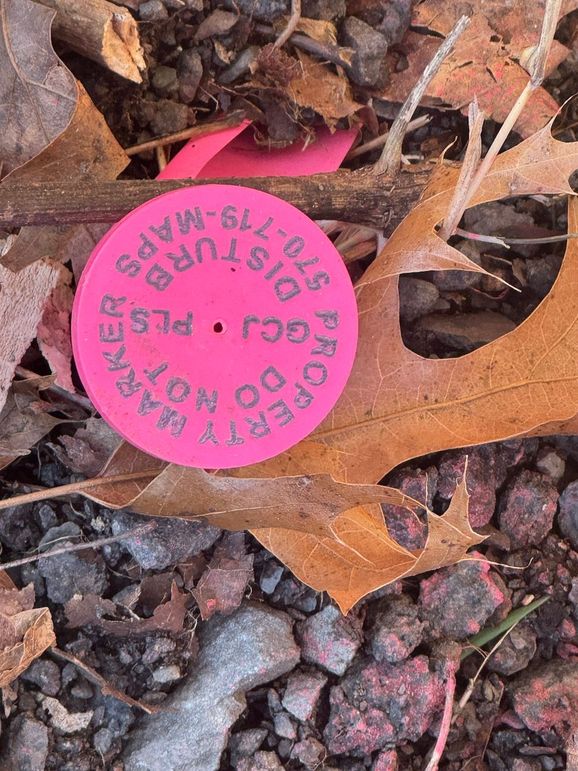 PROPERTY MARKER
DO NOT DISTURB
GCJ PLS
570-719-MAPS